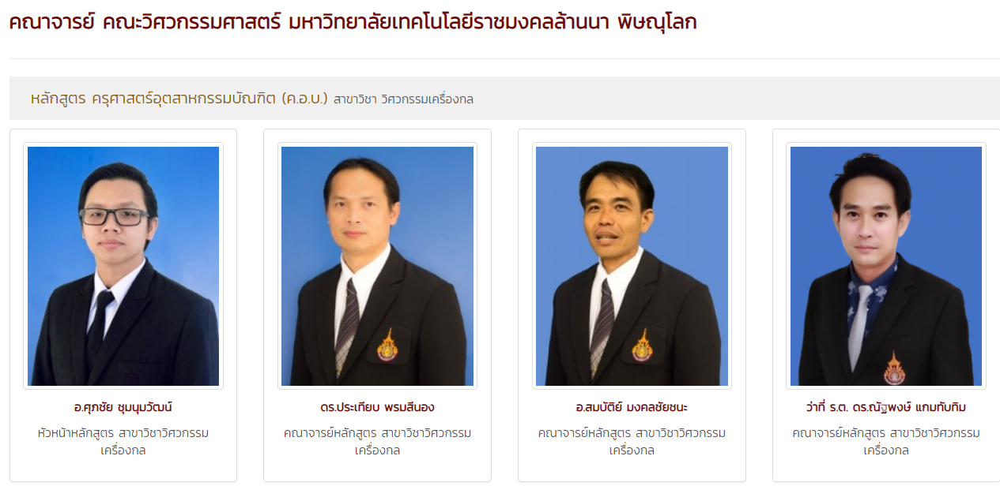 คณาจารย์ คณะวิศวกรรมศาสตร์ มหาวิทยาลัยเทคโนโลยีราชมงคลล้านนา พิษณุโลก
หลักสูตร ครุศาสตร์อุตสาหกรรมบัณฑิต (ค.อ.บ.) สาขาวิชา วิศวกรรมเครื่องกล
อ.ศุภชัย ชุมนุมวัฒน์
หัวหน้าหลักสูตร สาขาวิชาวิศวกรรม
เครื่องกล
ดร.ประเทียบ พรมสีนอง
คณาจารย์หลักสูตร สาขาวิชาวิศวกรรม
เครื่องกล
อ.สมบัติย์ มงคลชัยชนะ
คณาจารย์หลักสูตร สาขาวิชาวิศวกรรม
เครื่องกล
ว่าที่ ร.ต. ดร.ณัฐพงษ์ แกมทับทิม
คณาจารย์หลักสูตร สาขาวิชาวิศวกรรม
เครื่องกล